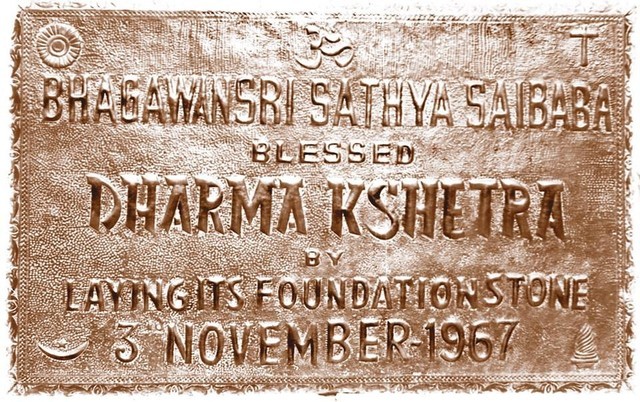 ॐ
BHAGAWANSRI SATHYA SAIBABA
BLESSED
DHARMA KSHETRA
BY
LAYING ITS FOUNDATION STONE
3 NOVEMBER-1967